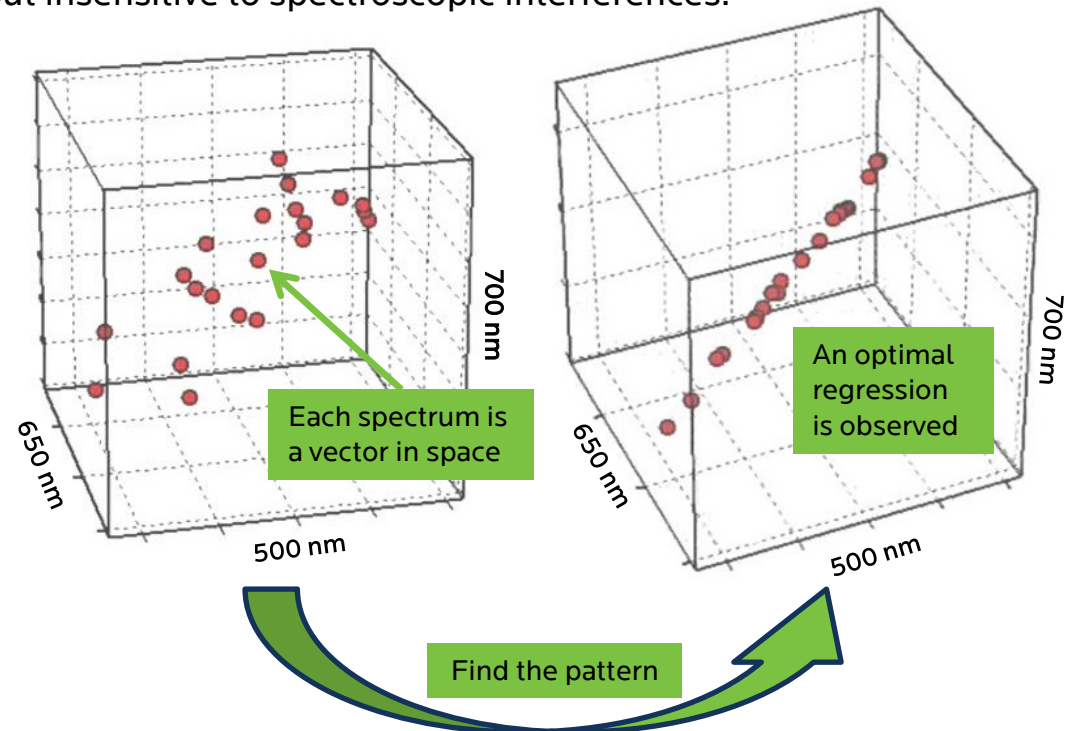 insensitive to spectroscopic interferences.
700 nm
650 nm
500 nm
Each spectrum is
a vector in space
700 nm
650 nm
500 nm
An optimal
regression
is observed
Find the pattern